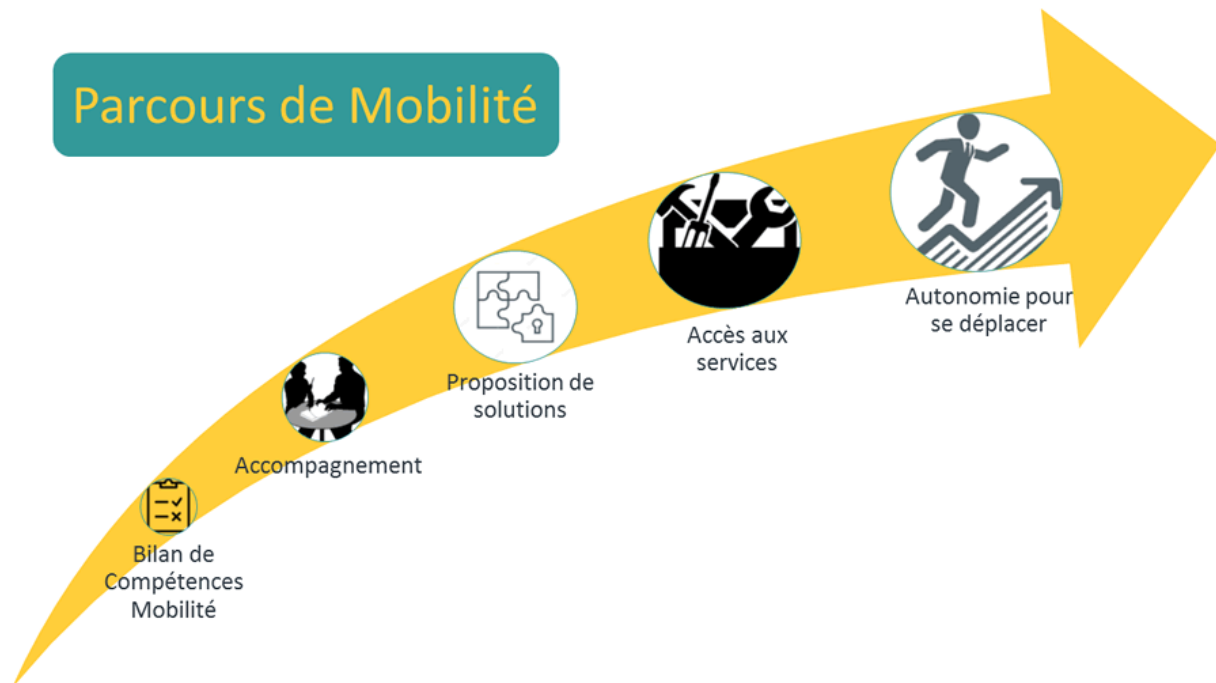 Parcours de Mobilité
Bilan de
Compétences
Mobilité
Accompagnement
Proposition de
solutions
Accès aux
services
Autonomie pour
se déplacer